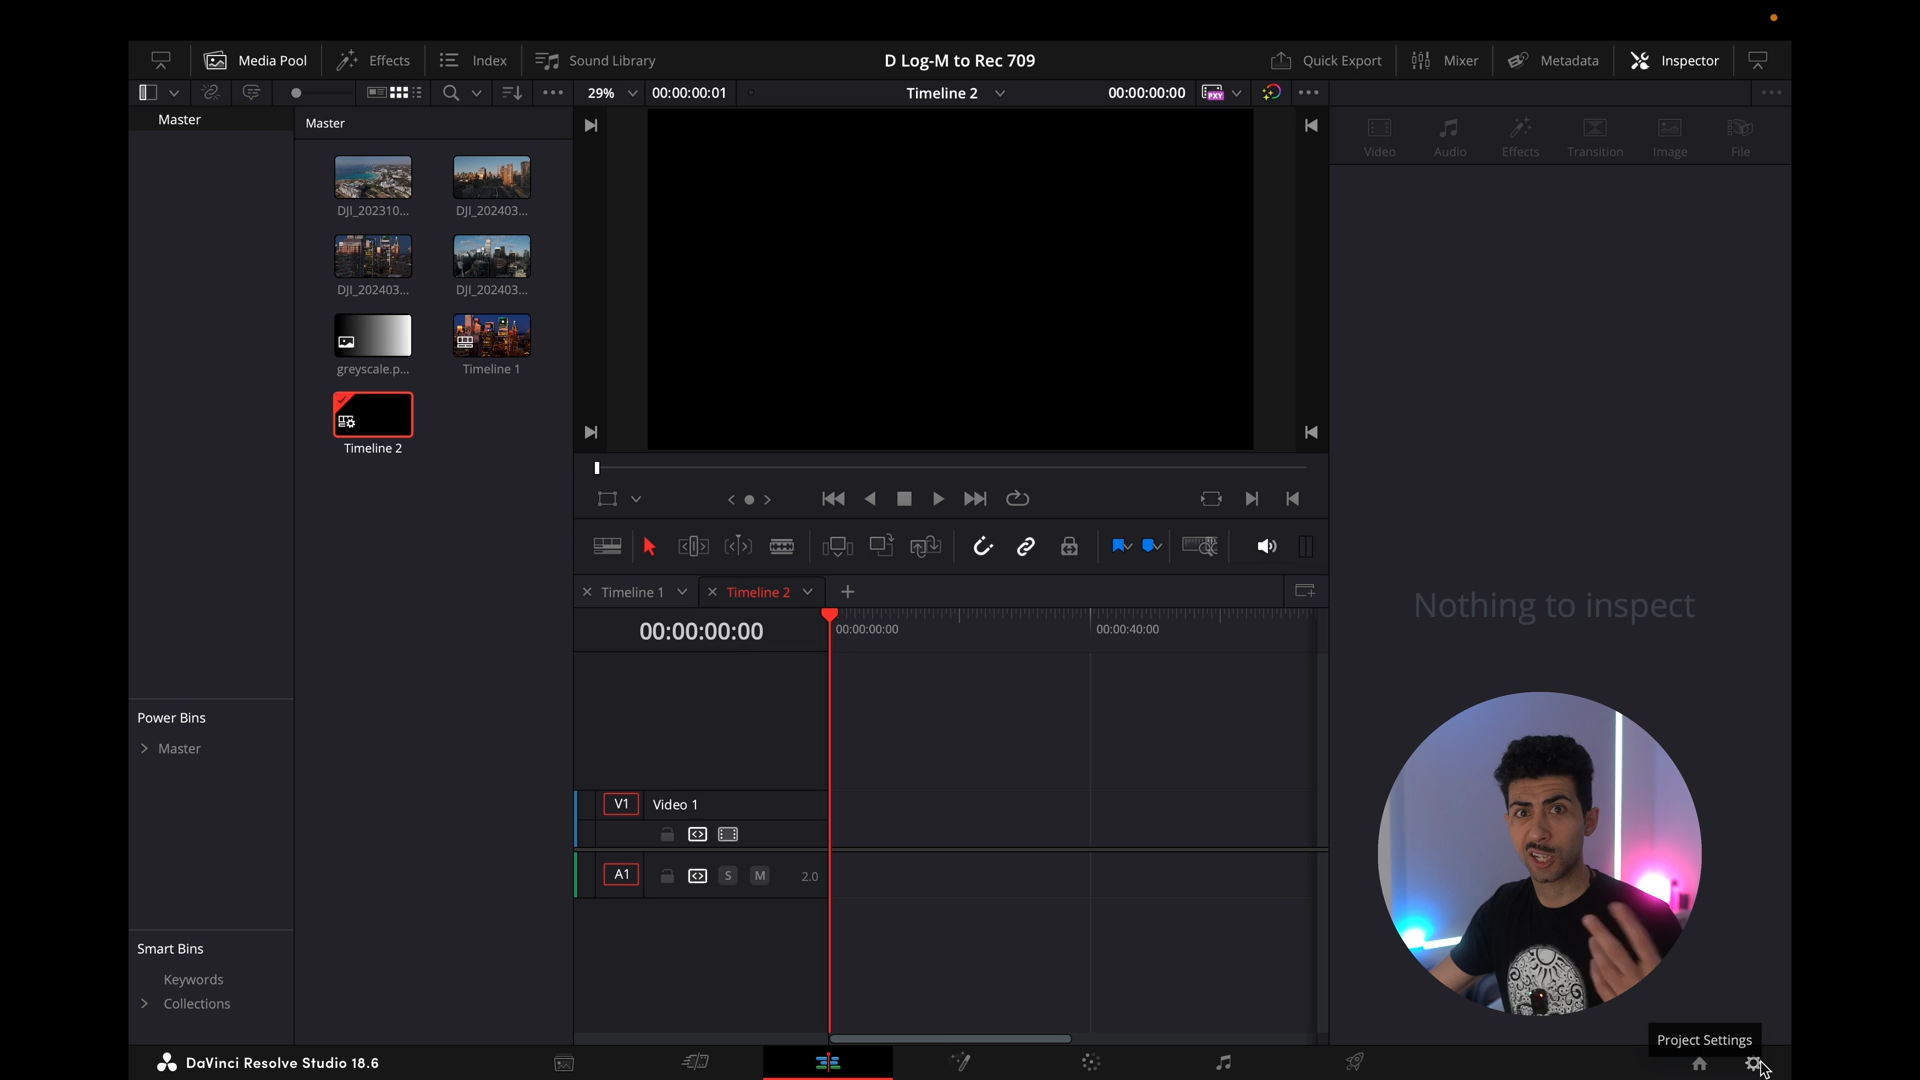 Media Pool
Effects
Index
Sound Library
D Log-M to Rec 709
Quick Export
Mixer
Metadata
Inspector
29%
00:00:00:01
Timeline 2
00:00:00:00
PXY
Master
Master
Video
Audio
Effects
Transition
Image
File
DJI_202310...
DJI_202403...
DJI_202403...
DJI_202403...
greyscale.p...
Timeline 1
Timeline 2
Timeline 1
Timeline 2
00:00:00:00
00:00:00:00
00:00:40:00
Nothing to inspect
Power Bins
Master
V1
Video 1
A1
S
M
2.0
Smart Bins
Keywords
Collections
Project Settings
DaVinci Resolve Studio 18.6